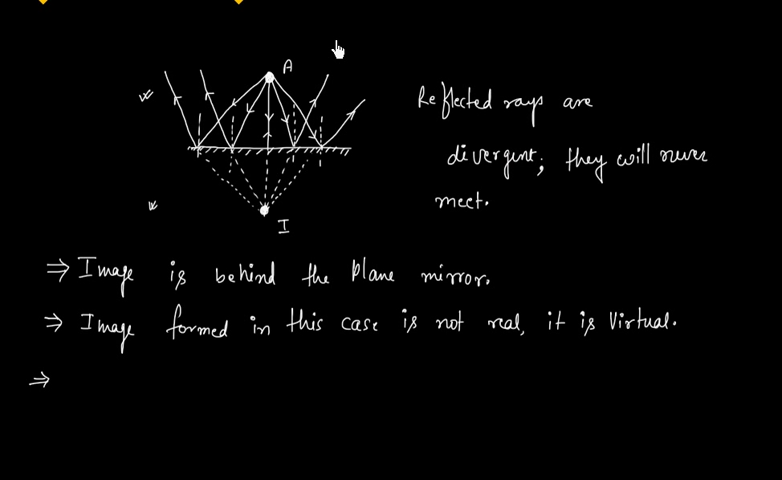 A
Reflected rays are
divergent; they will never
meet.
I
⇒ Image is behind the Plane mirror.
⇒ Image formed in this case is not real, it is Virtual.
⇒